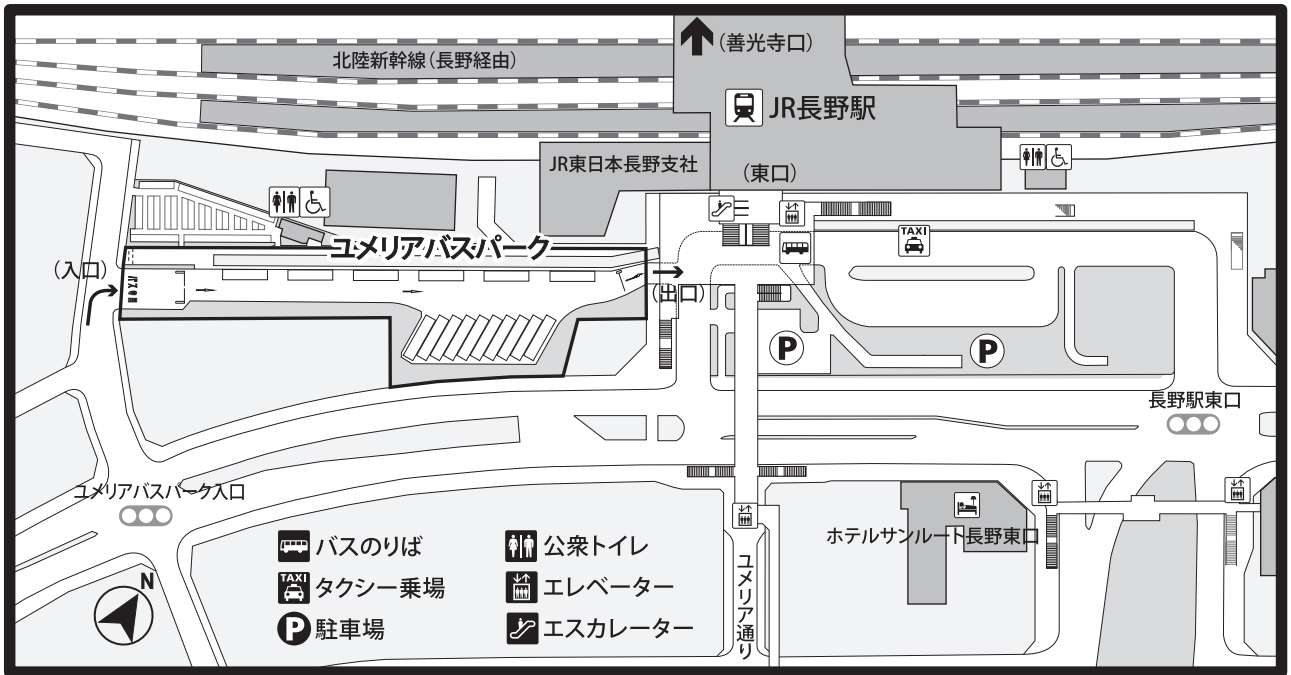 (善光寺口)
北陸新幹線(長野経由)
JR長野駅
JR東日本長野支社
(東口)
TAXI
ユメリアバスパーク
(入口)
(出口)
P
P
長野駅東口
ユメリアバスパーク入口
ホテルサンルート長野東口
ユメリア通り
N
バスのりば
公衆トイレ
TAXI
タクシー乗場
エレベーター
P
駐車場
エスカレーター